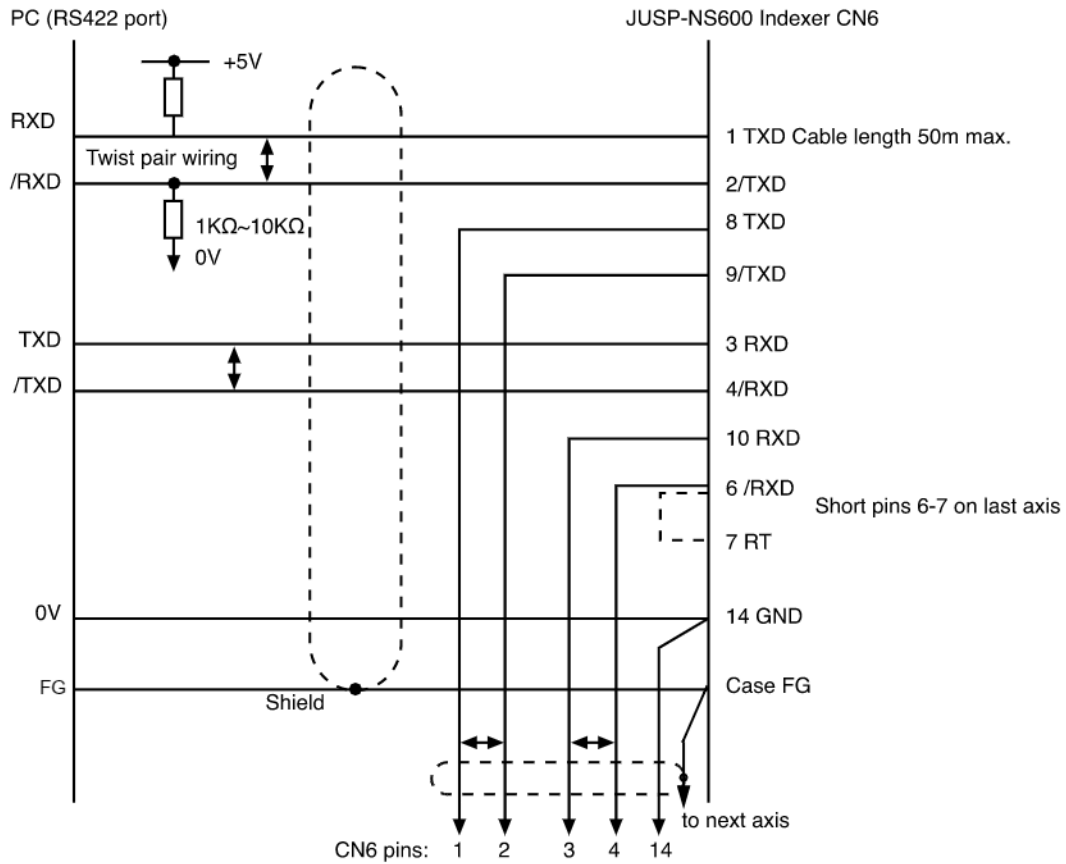 PC (RS422 port)
JUSP-NS600 Indexer CN6
+5V
RXD
1 TXD Cable length 50m max.
Twist pair wiring
/RXD
2/TXD
1KΩ~10KΩ
8 TXD
0V
9/TXD
TXD
3 RXD
/TXD
4/RXD
10 RXD
6 /RXD
Short pins 6-7 on last axis
7 RT
0V
14 GND
FG
Shield
Case FG
to next axis
CN6 pins: 1 2 3 4 14